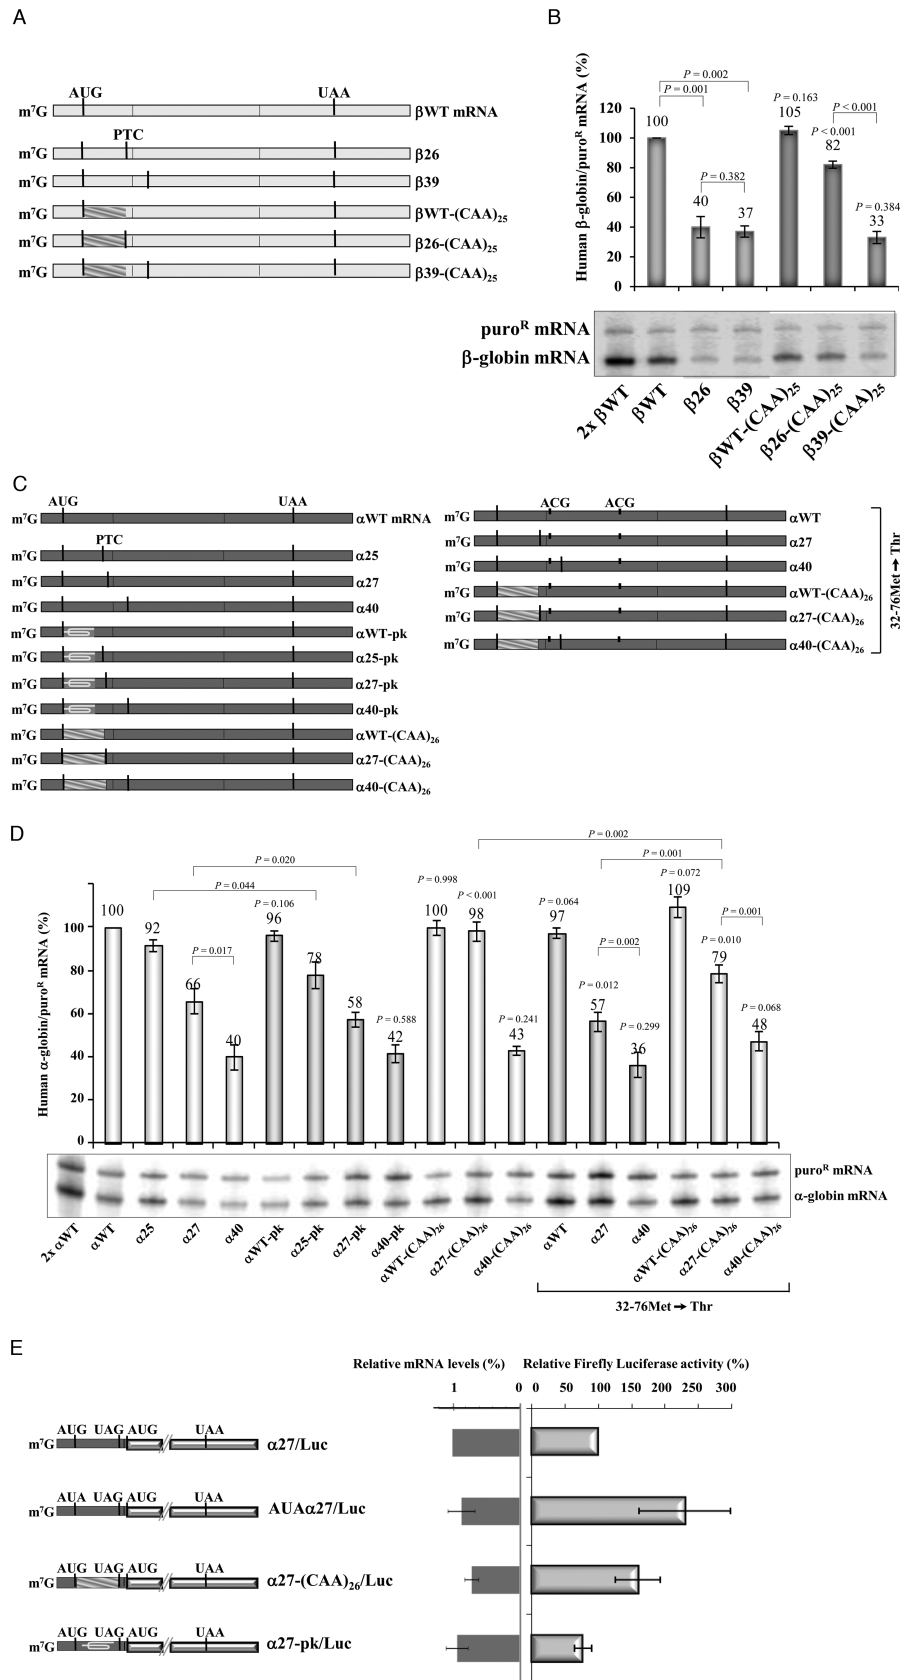 A
AUG UAA
m⁷G βWT mRNA
PTC
m⁷G β26
m⁷G β39
m⁷G βWT-(CAA)₂₅
m⁷G β26-(CAA)₂₅
m⁷G β39-(CAA)₂₅
B
Human β-globin/puroᴿ mRNA (%)
120
100
80
60
40
20
0
P = 0.002
P = 0.001
P = 0.382
P = 0.163
P < 0.001
P < 0.001
P = 0.384
100
40
37
105
82
33
puroᴿ mRNA
β-globin mRNA
2x βWT
βWT
β26
β39
βWT-(CAA)₂₅
β26-(CAA)₂₅
β39-(CAA)₂₅
C
AUG UAA
m⁷G αWT mRNA
PTC
m⁷G α25
m⁷G α27
m⁷G α40
m⁷G αWT-pk
m⁷G α25-pk
m⁷G α27-pk
m⁷G α40-pk
m⁷G αWT-(CAA)₂₆
m⁷G α27-(CAA)₂₆
m⁷G α40-(CAA)₂₆
ACG ACG
m⁷G αWT
m⁷G α27
m⁷G α40
m⁷G αWT-(CAA)₂₆
m⁷G α27-(CAA)₂₆
m⁷G α40-(CAA)₂₆
32-76Met → Thr
D
Human α-globin/puroᴿ mRNA (%)
100
80
60
40
20
0
P = 0.002
P = 0.001
P = 0.020
P = 0.044
P = 0.017
P = 0.106
P = 0.588
P = 0.998
P < 0.001
P = 0.241
P = 0.064
P = 0.012
P = 0.002
P = 0.299
P = 0.072
P = 0.010
P = 0.001
P = 0.068
100
92
66
40
96
78
58
42
100
98
43
97
57
36
109
79
48
puroᴿ mRNA
α-globin mRNA
2x αWT
αWT
α25
α27
α40
αWT-pk
α25-pk
α27-pk
α40-pk
αWT-(CAA)₂₆
α27-(CAA)₂₆
α40-(CAA)₂₆
αWT
α27
α40
αWT-(CAA)₂₆
α27-(CAA)₂₆
α40-(CAA)₂₆
32-76Met → Thr
E
Relative mRNA levels (%) Relative Firefly Luciferase activity (%)
1 0 0 50 100 150 200 250 300
AUG UAG AUG UAA
m⁷G α27/Luc
AUA UAG AUG UAA
m⁷G AUAα27/Luc
AUG UAG AUG UAA
m⁷G α27-(CAA)₂₆/Luc
AUG UAG AUG UAA
m⁷G α27-pk/Luc